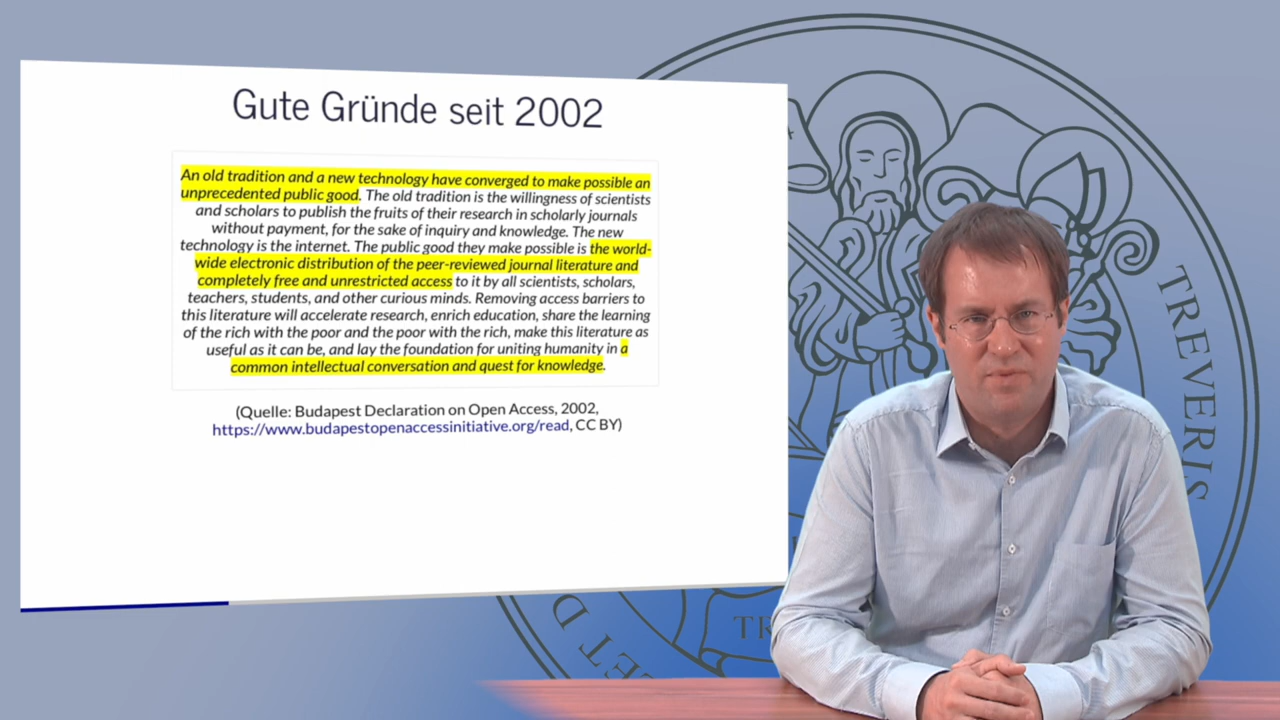 Gute Gründe seit 2002
An old tradition and a new technology have converged to make possible an
unprecedented public good. The old tradition is the willingness of scientists
and scholars to publish the fruits of their research in scholarly journals
without payment, for the sake of inquiry and knowledge. The new
technology is the internet. The public good they make possible is the world-
wide electronic distribution of the peer-reviewed journal literature and
completely free and unrestricted access to it by all scientists, scholars,
teachers, students, and other curious minds. Removing access barriers to
this literature will accelerate research, enrich education, share the learning
of the rich with the poor and the poor with the rich, make this literature as
useful as it can be, and lay the foundation for uniting humanity in a
common intellectual conversation and quest for knowledge.
(Quelle: Budapest Declaration on Open Access, 2002,
https://www.budapestopenaccessinitiative.org/read, CC BY)
TREVERIS
ET D